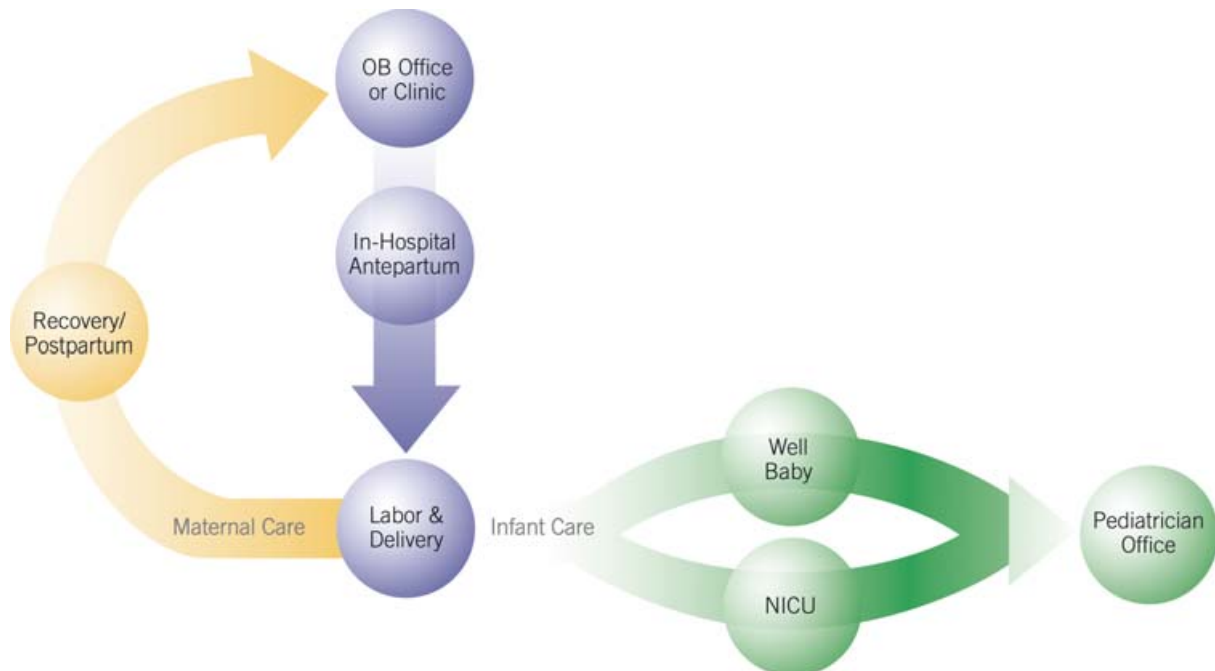 OB Office
or Clinic
In-Hospital
Antepartum
Recovery/
Postpartum
Maternal Care
Labor &
Delivery
Infant Care
Well
Baby
NICU
Pediatrician
Office